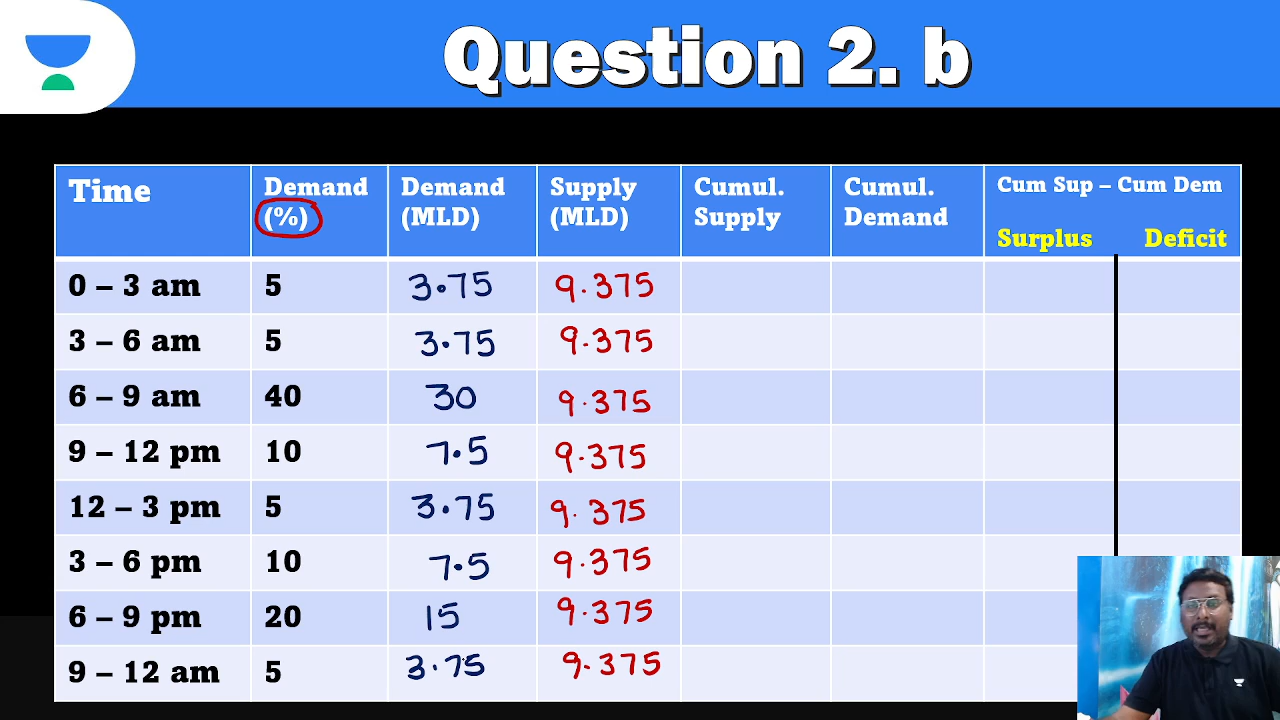 Question 2. b
Time Demand (%) Demand (MLD) Supply (MLD) Cumul. Supply Cumul. Demand Cum Sup – Cum Dem Surplus Deficit
0 – 3 am 5 3.75 9.375
3 – 6 am 5 3.75 9.375
6 – 9 am 40 30 9.375
9 – 12 pm 10 7.5 9.375
12 – 3 pm 5 3.75 9.375
3 – 6 pm 10 7.5 9.375
6 – 9 pm 20 15 9.375
9 – 12 am 5 3.75 9.375